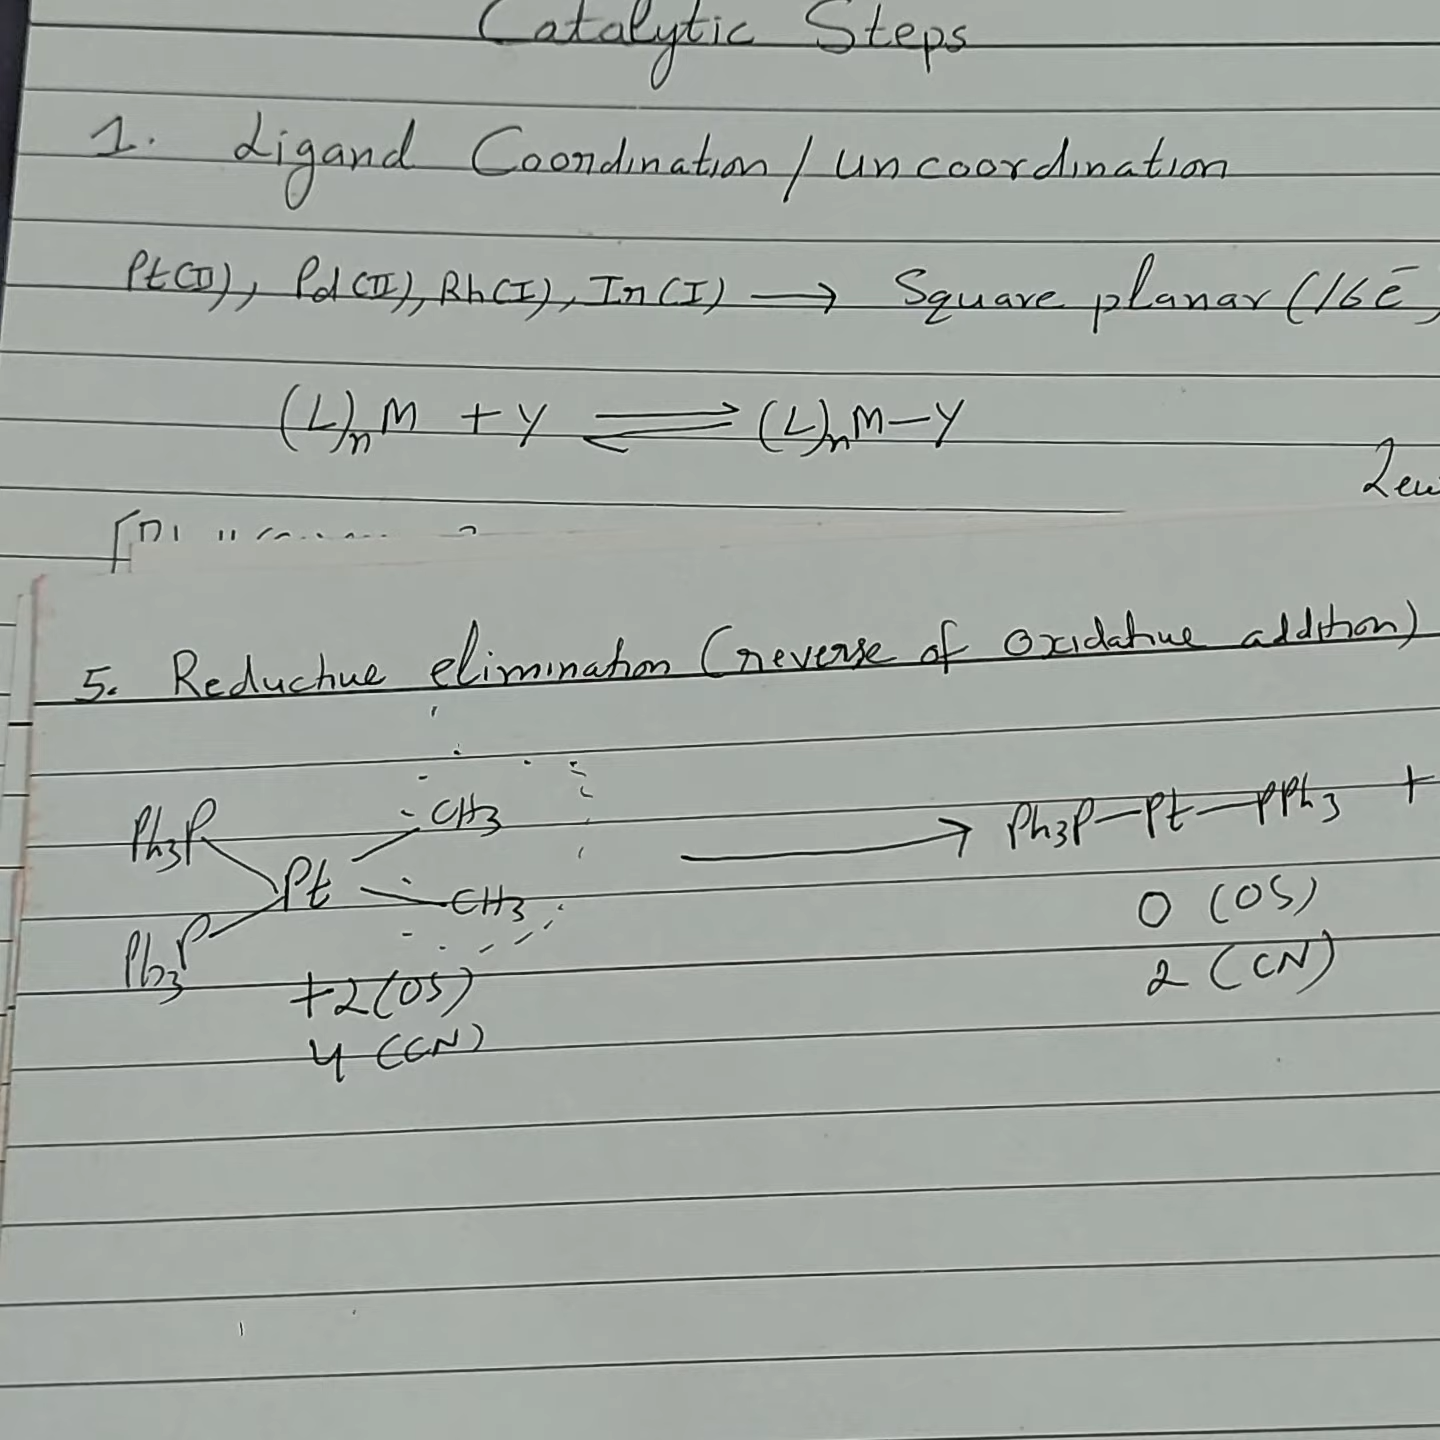 Catalytic Steps
1. Ligand Coordination / uncoordination
Pt(II), Pd(II), Rh(I), Ir(I) → Square planar (16ē)
(L)ₙM + Y ⇌ (L)ₙM—Y
5. Reductive elimination (reverse of oxidative addition)
Ph₃P CH₃
Pt → Ph₃P—Pt—PPh₃ +
Ph₃P CH₃
+2 (OS) 0 (OS)
4 (CN) 2 (CN)